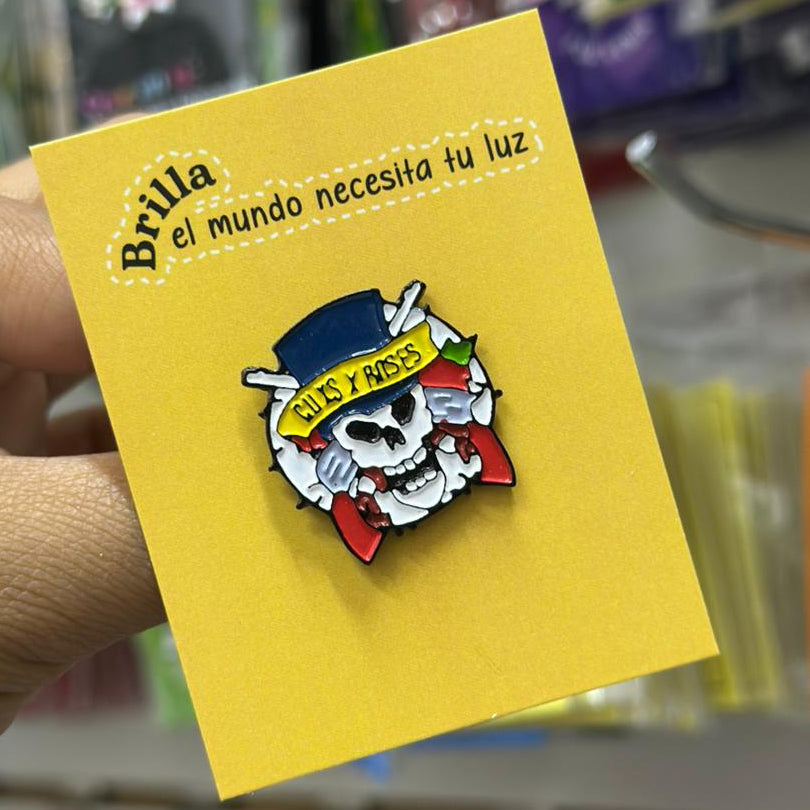 Brilla
el mundo necesita tu luz
GUNS X ROSES